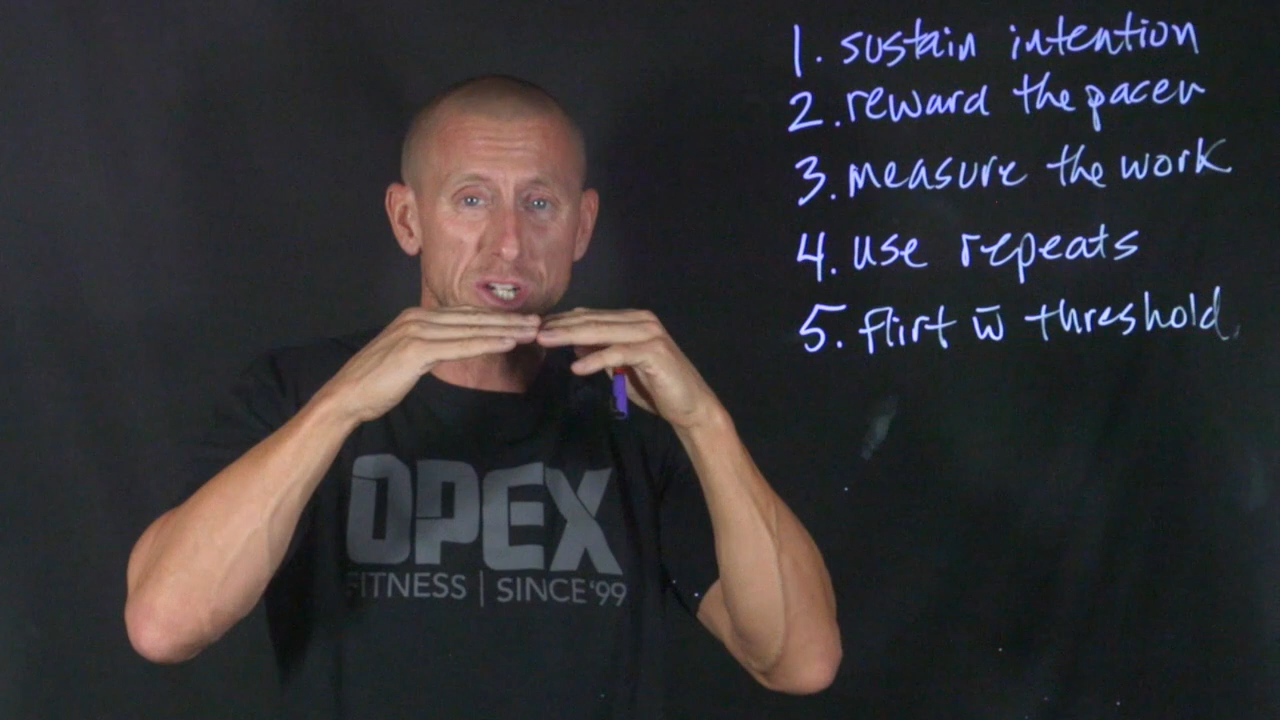 1. sustain intention
2. reward the pacer
3. measure the work
4. use repeats
5. flirt w̄ threshold
OPEX
FITNESS | SINCE '99